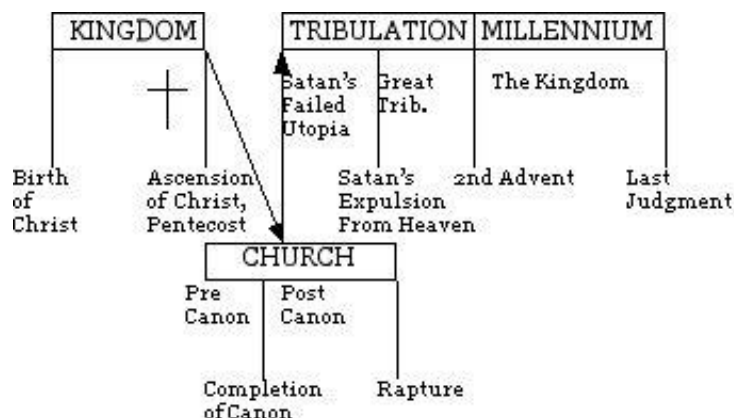 KINGDOM
TRIBULATION
MILLENNIUM
Satan's
Failed
Utopia
Great
Trib.
The Kingdom
Birth
of
Christ
Ascension
of Christ,
Pentecost
Satan's
Expulsion
From Heaven
2nd Advent
Last
Judgment
CHURCH
Pre
Canon
Post
Canon
Completion
of Canon
Rapture